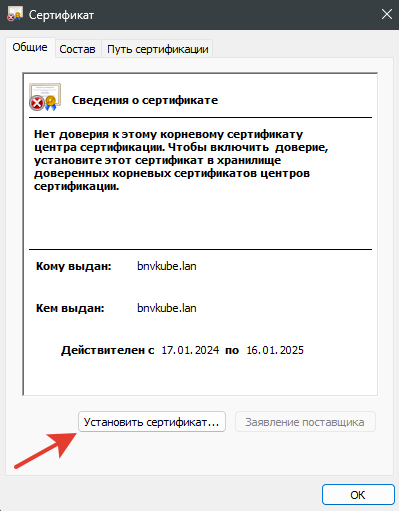 Сертификат
Общие Состав Путь сертификации
Сведения о сертификате
Нет доверия к этому корневому сертификату
центра сертификации. Чтобы включить доверие,
установите этот сертификат в хранилище
доверенных корневых сертификатов центров
сертификации.
Кому выдан: bnvkube.lan
Кем выдан: bnvkube.lan
Действителен с 17.01.2024 по 16.01.2025
Установить сертификат... Заявление поставщика
ОК